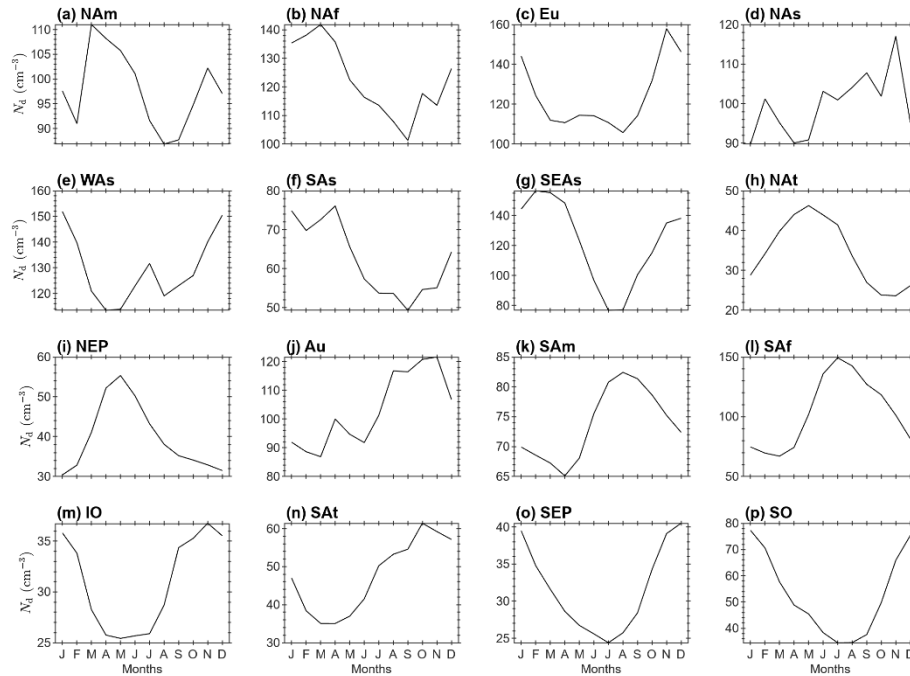 (a) NAm
(b) NAf
(c) Eu
(d) NAs
N_d (cm⁻³)
110
105
100
95
90
140
130
120
110
100
160
140
120
100
120
110
100
90
(e) WAs
(f) SAs
(g) SEAs
(h) NAt
N_d (cm⁻³)
160
150
140
130
120
80
70
60
50
140
120
100
80
50
40
30
20
(i) NEP
(j) Au
(k) SAm
(l) SAf
N_d (cm⁻³)
60
50
40
30
120
110
100
90
80
85
80
75
70
65
150
100
50
(m) IO
(n) SAt
(o) SEP
(p) SO
N_d (cm⁻³)
35
30
25
60
50
40
30
40
35
30
25
80
70
60
50
40
J F M A M J J A S O N D
J F M A M J J A S O N D
J F M A M J J A S O N D
J F M A M J J A S O N D
Months
Months
Months
Months